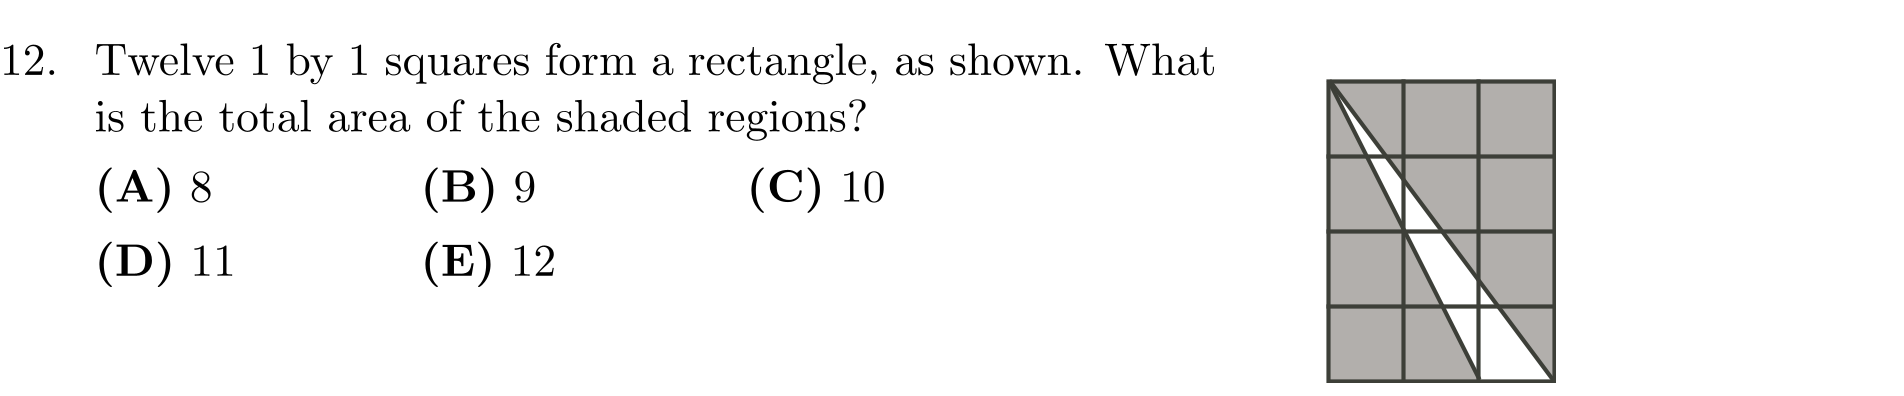 12. Twelve 1 by 1 squares form a rectangle, as shown. What
is the total area of the shaded regions?
(A) 8 (B) 9 (C) 10
(D) 11 (E) 12